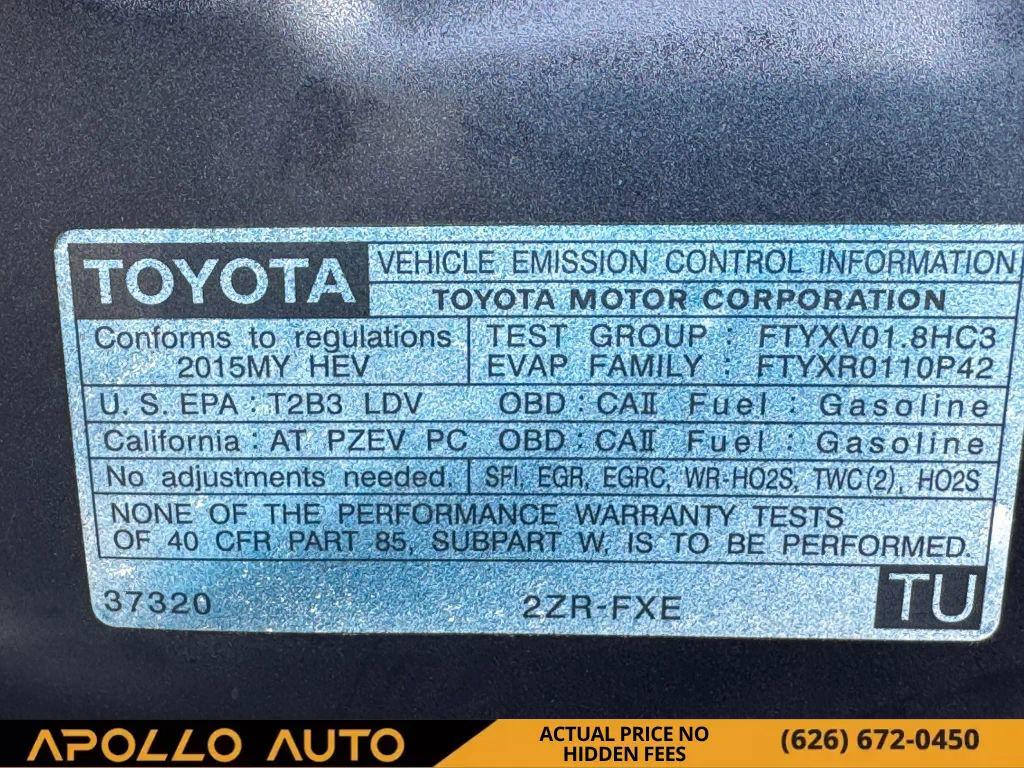 TOYOTA
VEHICLE EMISSION CONTROL INFORMATION
TOYOTA MOTOR CORPORATION
Conforms to regulations
2015MY HEV
TEST GROUP : FTYXV01.8HC3
EVAP FAMILY : FTYXR0110P42
U.S.EPA : T2B3 LDV OBD : CAII Fuel : Gasoline
California : AT PZEV PC OBD : CAII Fuel : Gasoline
No adjustments needed.
SFI, EGR, EGRC, WR-HO2S, TWC(2), HO2S
NONE OF THE PERFORMANCE WARRANTY TESTS
OF 40 CFR PART 85, SUBPART W, IS TO BE PERFORMED.
37320 2ZR-FXE TU
APOLLO AUTO
ACTUAL PRICE NO
HIDDEN FEES
(626) 672-0450